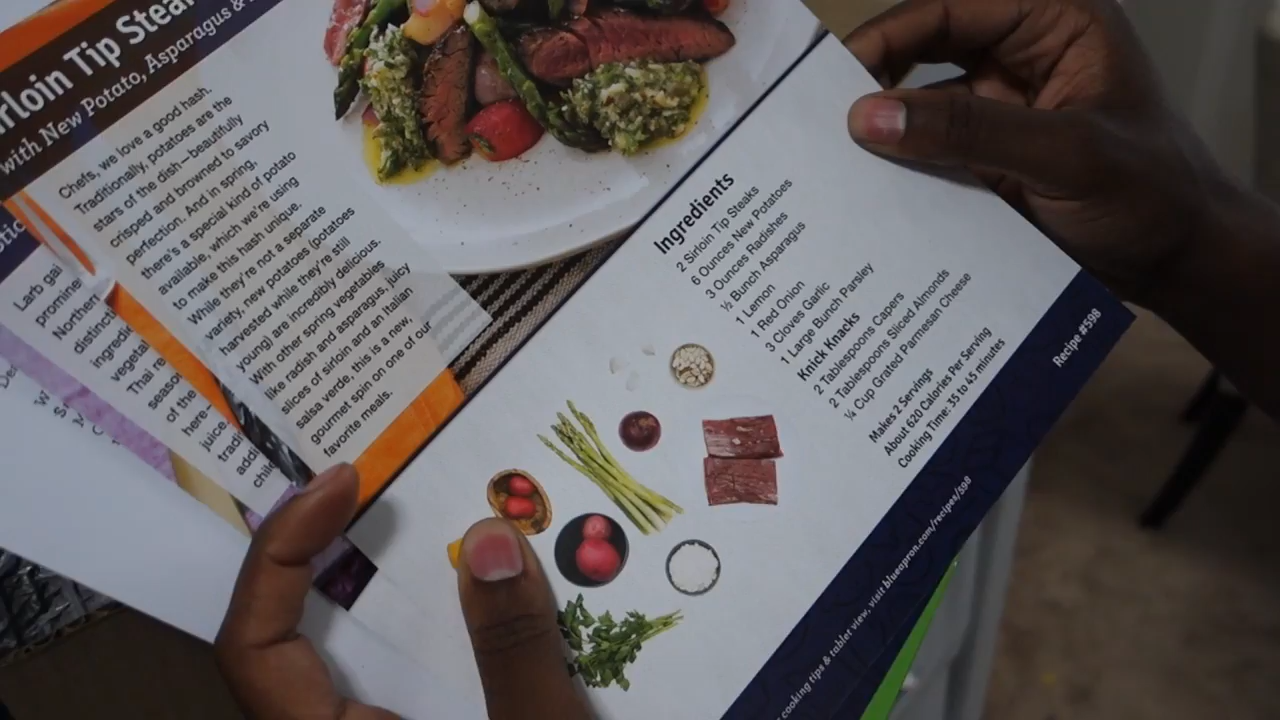 irloin Tip Stea
with New Potato, Asparagus &
Chefs, we love a good hash.
Traditionally, potatoes are the
stars of the dish—beautifully
crisped and browned to savory
perfection. And in spring,
there's a special kind of potato
available, which we're using
to make this hash unique.
While they're not a separate
variety, new potatoes (potatoes
harvested while they're still
young) are incredibly delicious.
With other spring vegetables
like radish and asparagus, juicy
slices of sirloin and an Italian
salsa verde, this is a new,
gourmet spin on one of our
favorite meals.
Larb gai
promine
Northern
distinct
ingredi
vegetab
Thai re
season
of the
here-
juice,
tradi
addi
chile
Ingredients
2 Sirloin Tip Steaks
6 Ounces New Potatoes
3 Ounces Radishes
½ Bunch Asparagus
1 Lemon
1 Red Onion
3 Cloves Garlic
1 Large Bunch Parsley
Knick Knacks
2 Tablespoons Capers
2 Tablespoons Sliced Almonds
¼ Cup Grated Parmesan Cheese
Makes 2 Servings
About 620 Calories Per Serving
Cooking Time: 35 to 45 minutes
Recipe #598
cooking tips & tablet view, visit blueapron.com/recipes/598